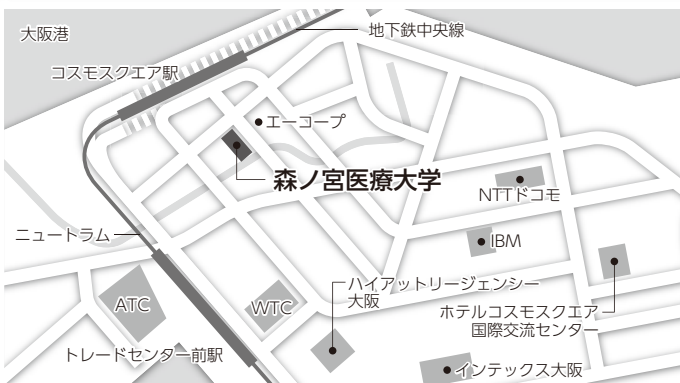 大阪港
地下鉄中央線
コスモスクエア駅
エーコープ
森ノ宮医療大学
NTTドコモ
ニュートラム
IBM
ハイアットリージェンシー
大阪
ATC
WTC
ホテルコスモスクエア
国際交流センター
トレードセンター前駅
インテックス大阪